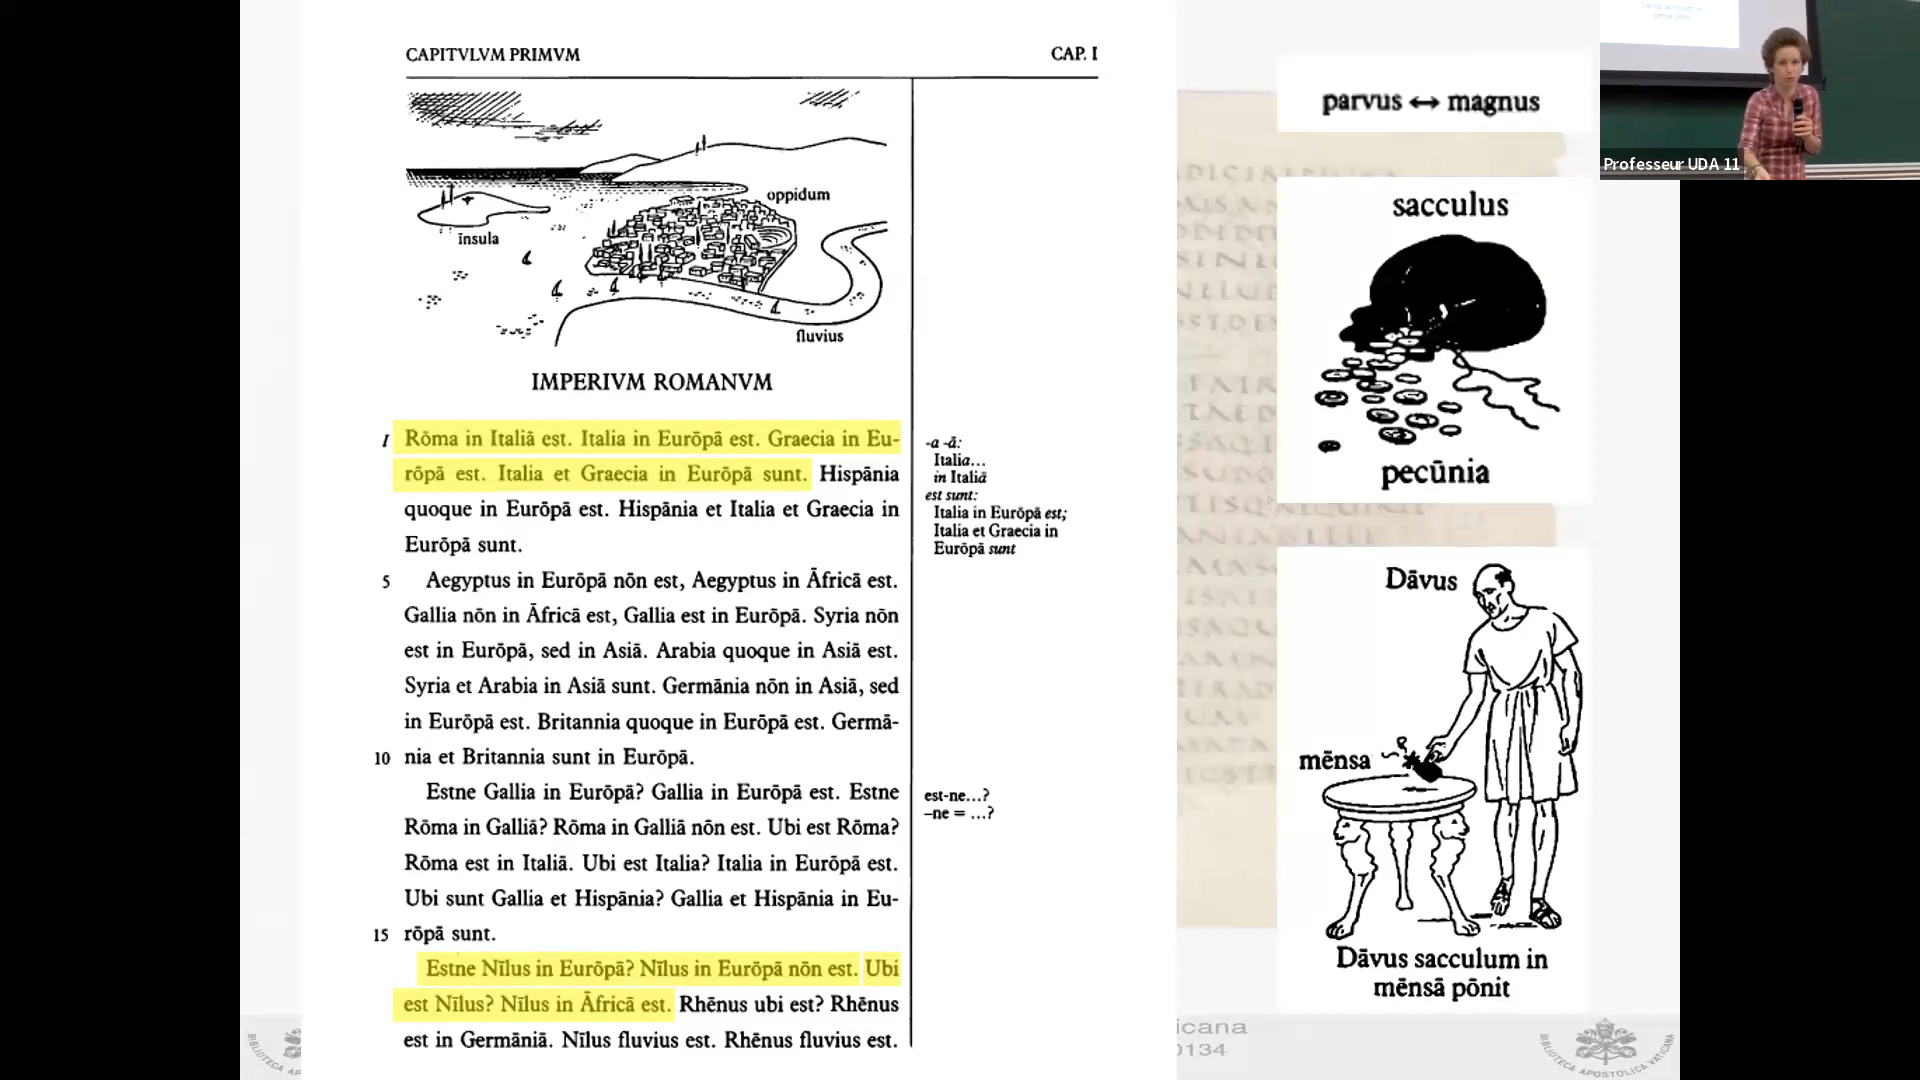 CAPITVLVM PRIMVM
CAP. I
oppidum
īnsula
fluvius
IMPERIVM ROMANVM
1 Rōma in Italiā est. Italia in Eurōpā est. Graecia in Eu-
rōpā est. Italia et Graecia in Eurōpā sunt. Hispānia
quoque in Eurōpā est. Hispānia et Italia et Graecia in
Eurōpā sunt.
5 Aegyptus in Eurōpā nōn est, Aegyptus in Āfricā est.
Gallia nōn in Āfricā est, Gallia est in Eurōpā. Syria nōn
est in Eurōpā, sed in Asiā. Arabia quoque in Asiā est.
Syria et Arabia in Asiā sunt. Germānia nōn in Asiā, sed
in Eurōpā est. Britannia quoque in Eurōpā est. Germā-
10 nia et Britannia sunt in Eurōpā.
Estne Gallia in Eurōpā? Gallia in Eurōpā est. Estne
Rōma in Galliā? Rōma in Galliā nōn est. Ubi est Rōma?
Rōma est in Italiā. Ubi est Italia? Italia in Eurōpā est.
Ubi sunt Gallia et Hispānia? Gallia et Hispānia in Eu-
15 rōpā sunt.
Estne Nīlus in Eurōpā? Nīlus in Eurōpā nōn est. Ubi
est Nīlus? Nīlus in Āfricā est. Rhēnus ubi est? Rhēnus
est in Germāniā. Nīlus fluvius est. Rhēnus fluvius est.
-a -ā:
Italia...
in Italiā
est sunt:
Italia in Eurōpā est;
Italia et Graecia in
Eurōpā sunt
est-ne...?
–ne = ...?
parvus ↔ magnus
sacculus
pecūnia
Dāvus
mēnsa
Dāvus sacculum in
mēnsā pōnit
icana
0134
BIBLIOTECA APOSTOLICA VATICANA
Professeur UDA 11